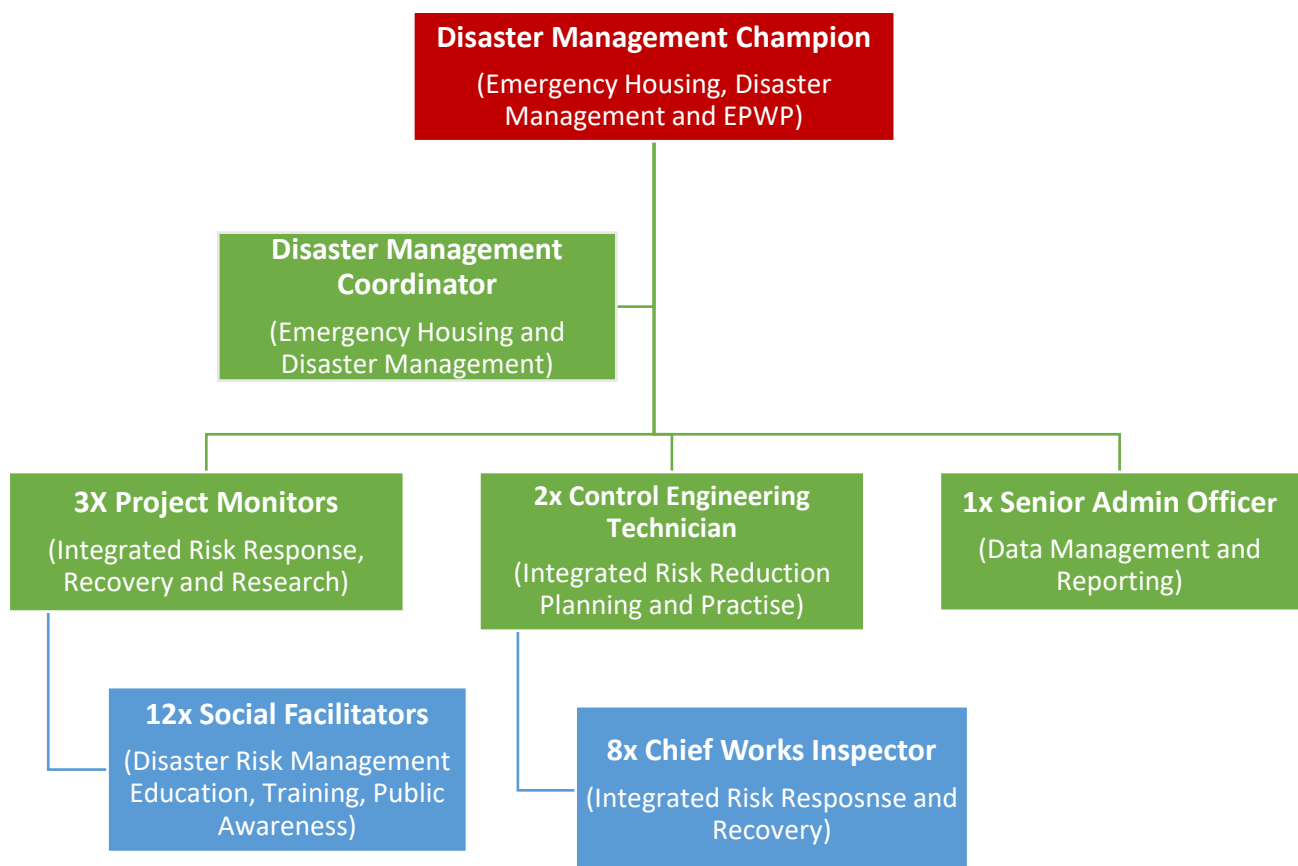 Disaster Management Champion
(Emergency Housing, Disaster
Management and EPWP)
Disaster Management
Coordinator
(Emergency Housing and
Disaster Management)
3X Project Monitors
(Integrated Risk Response,
Recovery and Research)
2x Control Engineering
Technician
(Integrated Risk Reduction
Planning and Practise)
1x Senior Admin Officer
(Data Management and
Reporting)
12x Social Facilitators
(Disaster Risk Management
Education, Training, Public
Awareness)
8x Chief Works Inspector
(Integrated Risk Resposnse and
Recovery)